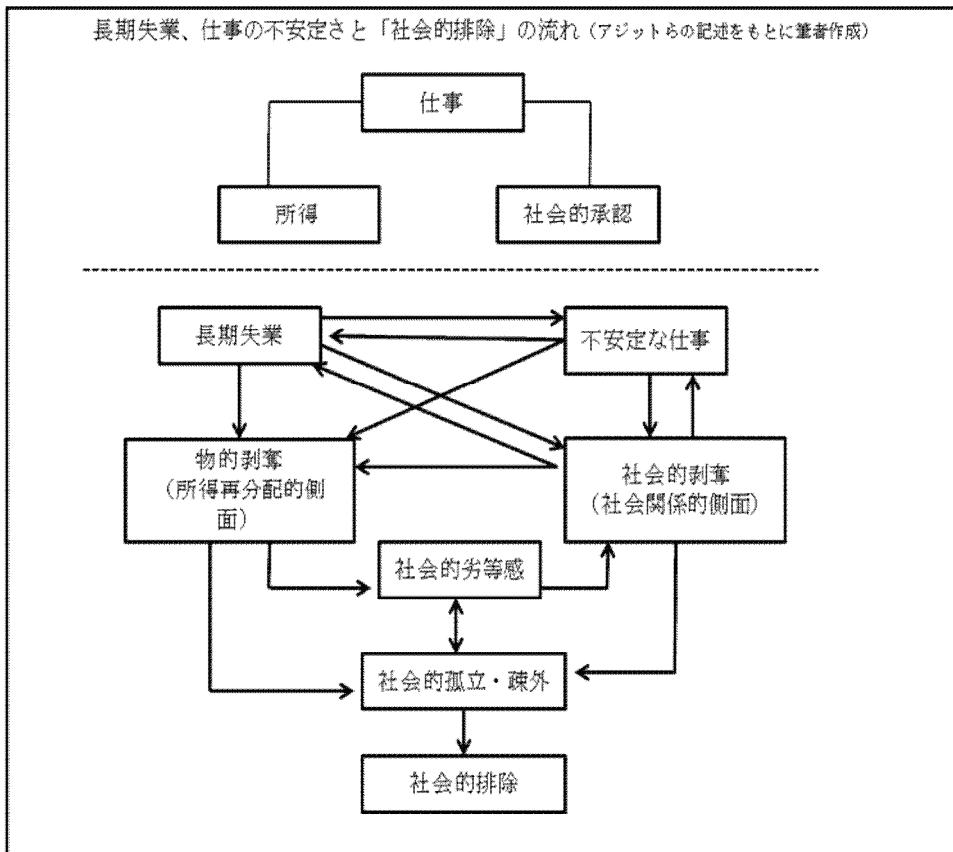 長期失業、仕事の不安定さと「社会的排除」の流れ（アジットらの記述をもとに筆者作成）
仕事
所得
社会的承認
長期失業
不安定な仕事
物的剥奪
（所得再分配的側
面）
社会的剥奪
（社会関係的側面）
社会的劣等感
社会的孤立・疎外
社会的排除